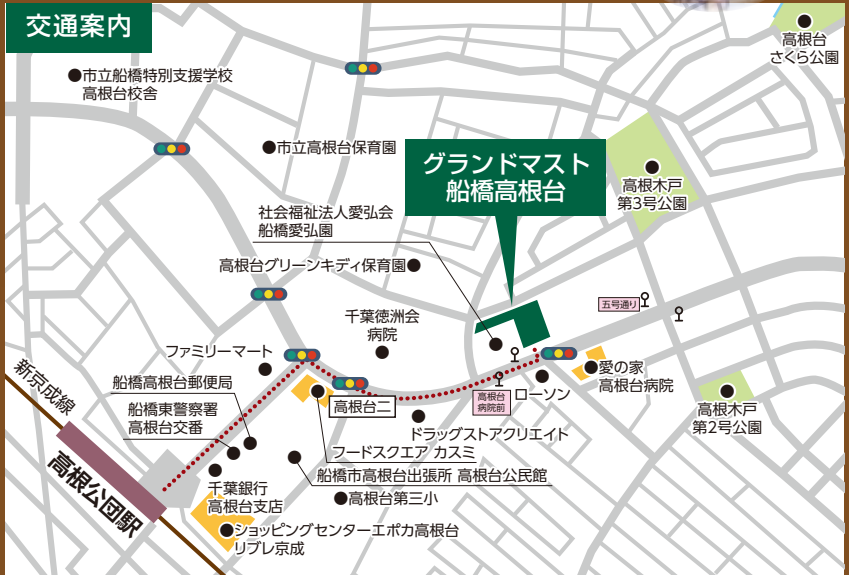 交通案内
高根台
さくら公園
市立船橋特別支援学校
高根台校舎
市立高根台保育園
グランドマスト
船橋高根台
高根木戸
第3号公園
社会福祉法人愛弘会
船橋愛弘園
高根台グリーンキディ保育園
五号通り
千葉徳洲会
病院
ファミリーマート
新京成線
船橋高根台郵便局
船橋東警察署
高根台交番
高根台二
高根台
病院前
ローソン
愛の家
高根台病院
高根木戸
第2号公園
ドラッグストアクリエイト
フードスクエア カスミ
船橋市高根台出張所 高根台公民館
高根公団駅
千葉銀行
高根台支店
高根台第三小
ショッピングセンターエポカ高根台
リブレ京成